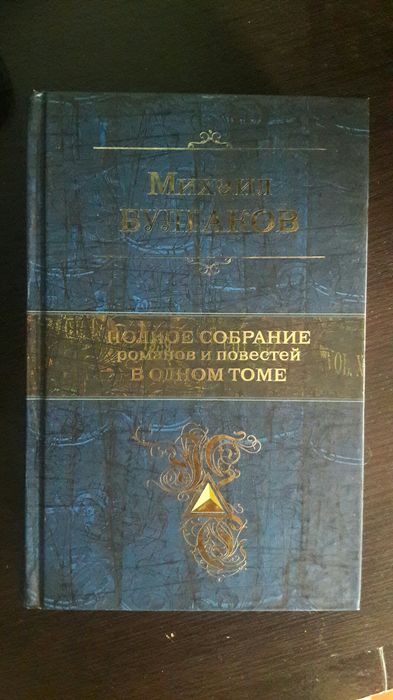 Михаил
БУЛГАКОВ
ПОЛНОЕ СОБРАНИЕ
романов и повестей
В ОДНОМ ТОМЕ